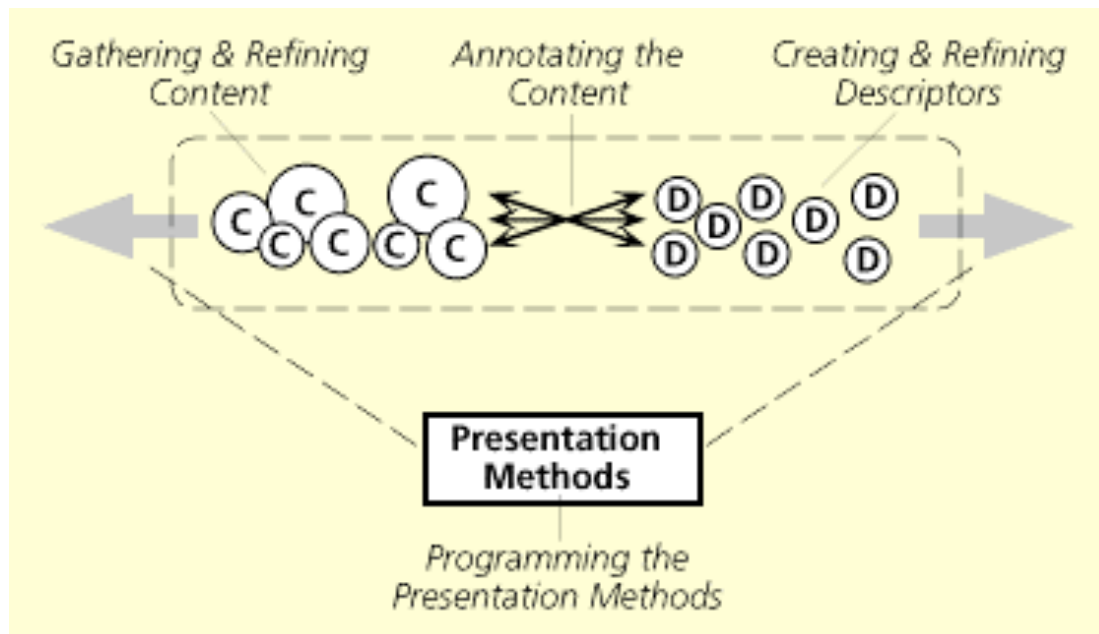 Gathering & Refining
Content
Annotating the
Content
Creating & Refining
Descriptors
C
C
C
C
C
C
C
D
D
D
D
D
D
D
D
Presentation
Methods
Programming the
Presentation Methods